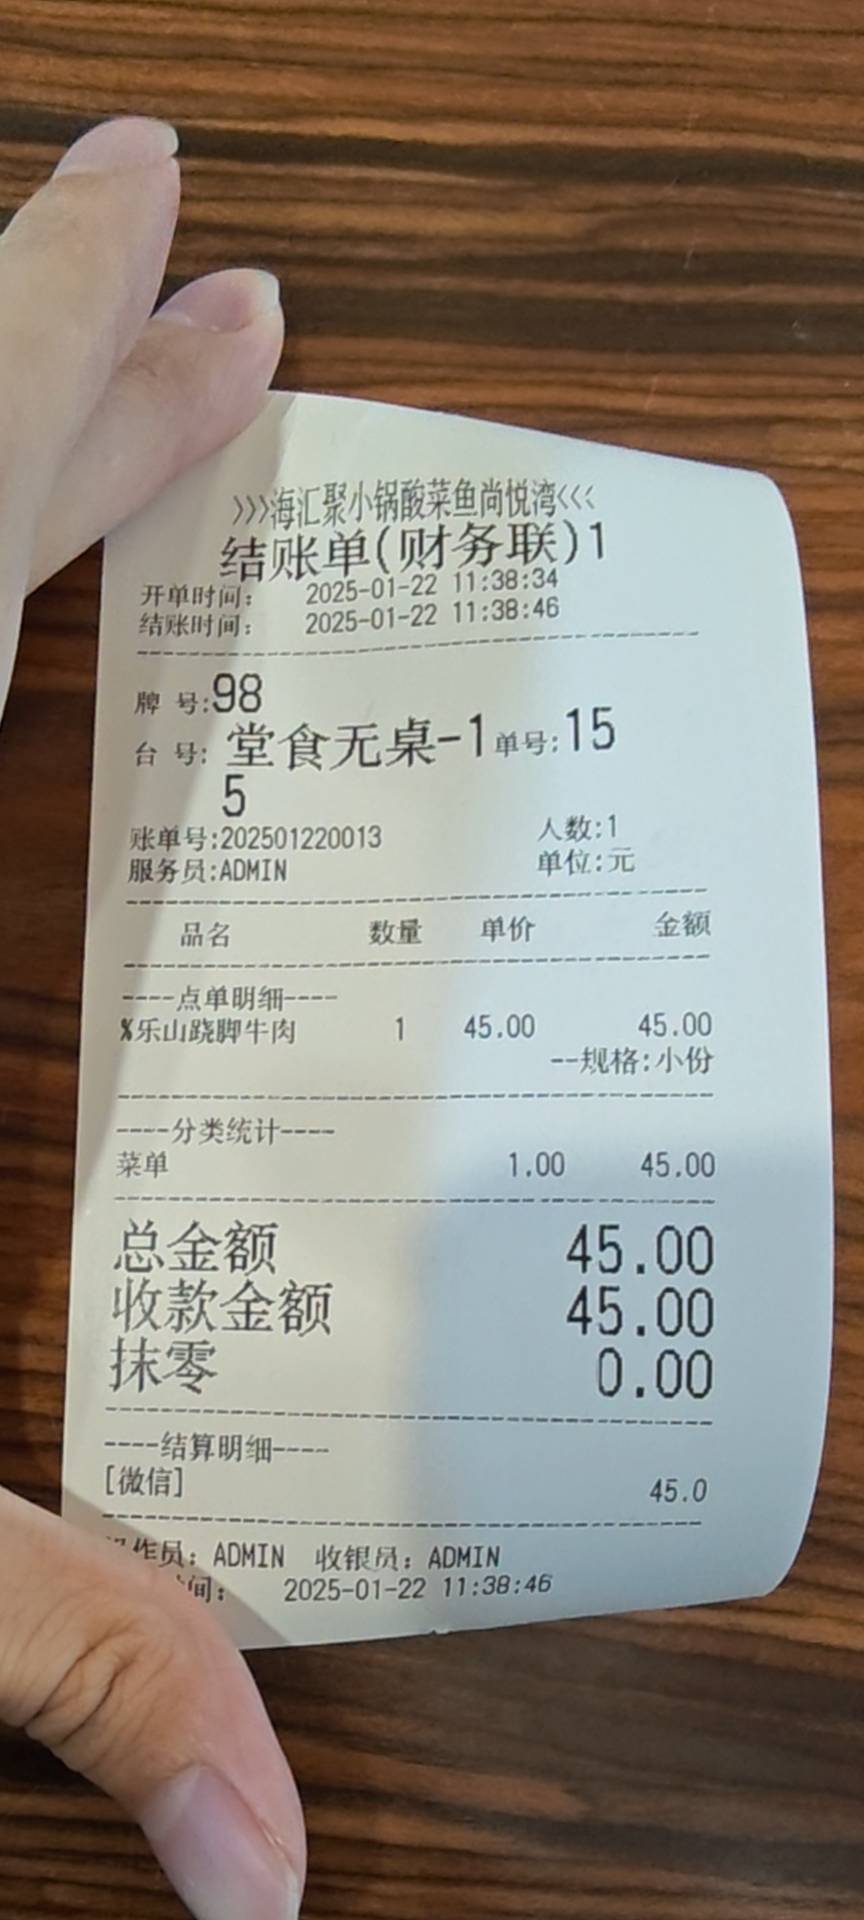 >>>海汇聚小锅酸菜鱼尚悦湾<<<
结账单(财务联)1
开单时间: 2025-01-22 11:38:34
结账时间: 2025-01-22 11:38:46
牌 号:98
台 号: 堂食无桌-1单号:15
5
账单号:202501220013 人数:1
服务员:ADMIN 单位:元
品名 数量 单价 金额
----点单明细----
%乐山跷脚牛肉 1 45.00 45.00
--规格:小份
----分类统计----
菜单 1.00 45.00
总金额 45.00
收款金额 45.00
抹零 0.00
----结算明细----
[微信] 45.0
作员: ADMIN 收银员: ADMIN
间: 2025-01-22 11:38:46